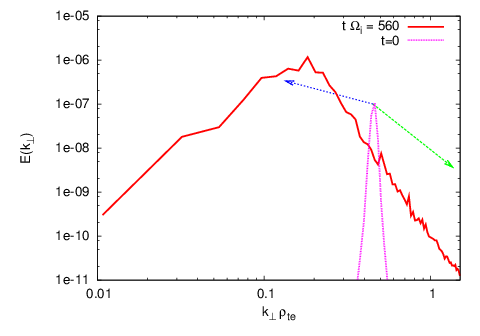 1e-05
1e-06
1e-07
1e-08
1e-09
1e-10
1e-11
E(k⊥)
t Ωi = 560
t=0
0.01
0.1
1
k⊥ρte